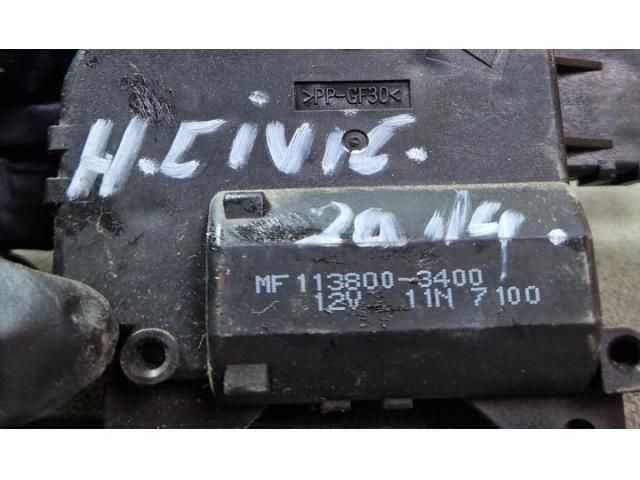 >PP-GF30<
H.CIVIC.
2014.
MF113800-3400
12V 11N 7100